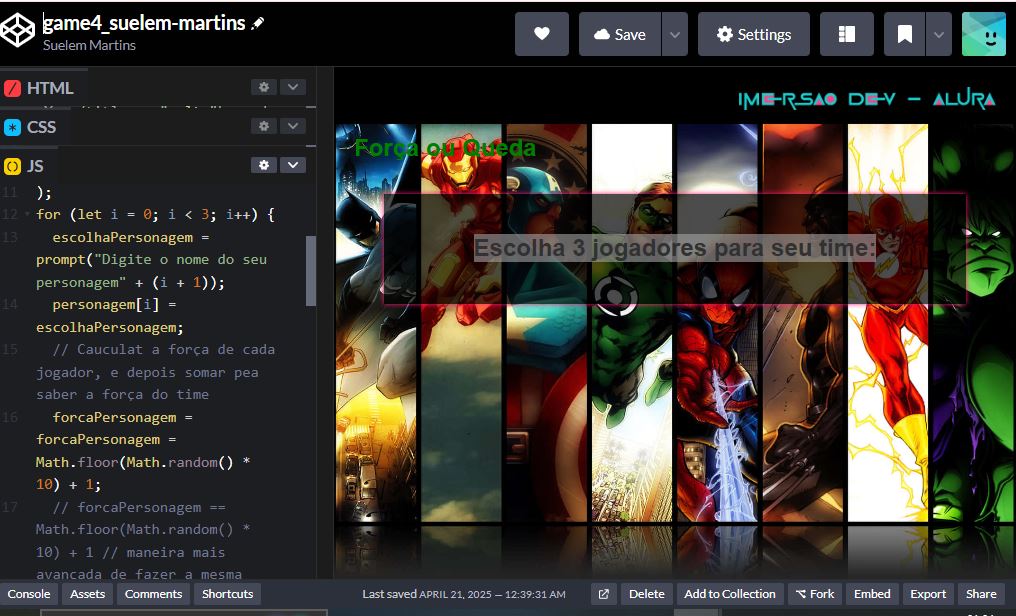 game4_suelem-martins
Suelem Martins
Save
Settings
HTML
CSS
JS
11 );
12 for (let i = 0; i < 3; i++) {
13 escolhaPersonagem =
prompt("Digite o nome do seu
personagem" + (i + 1));
14 personagem[i] =
escolhaPersonagem;
15 // Cauculat a força de cada
jogador, e depois somar pea
saber a força do time
16 forcaPersonagem =
forcaPersonagem =
Math.floor(Math.random() *
10) + 1;
17 // forcaPersonagem ==
Math.floor(Math.random() *
10) + 1 // maneira mais
avancada de fazer a mesma
IMERSAO DEV - ALURA
Força ou Queda
Escolha 3 jogadores para seu time:
Console Assets Comments Shortcuts
Last saved APRIL 21, 2025 — 12:39:31 AM
Delete Add to Collection Fork Embed Export Share